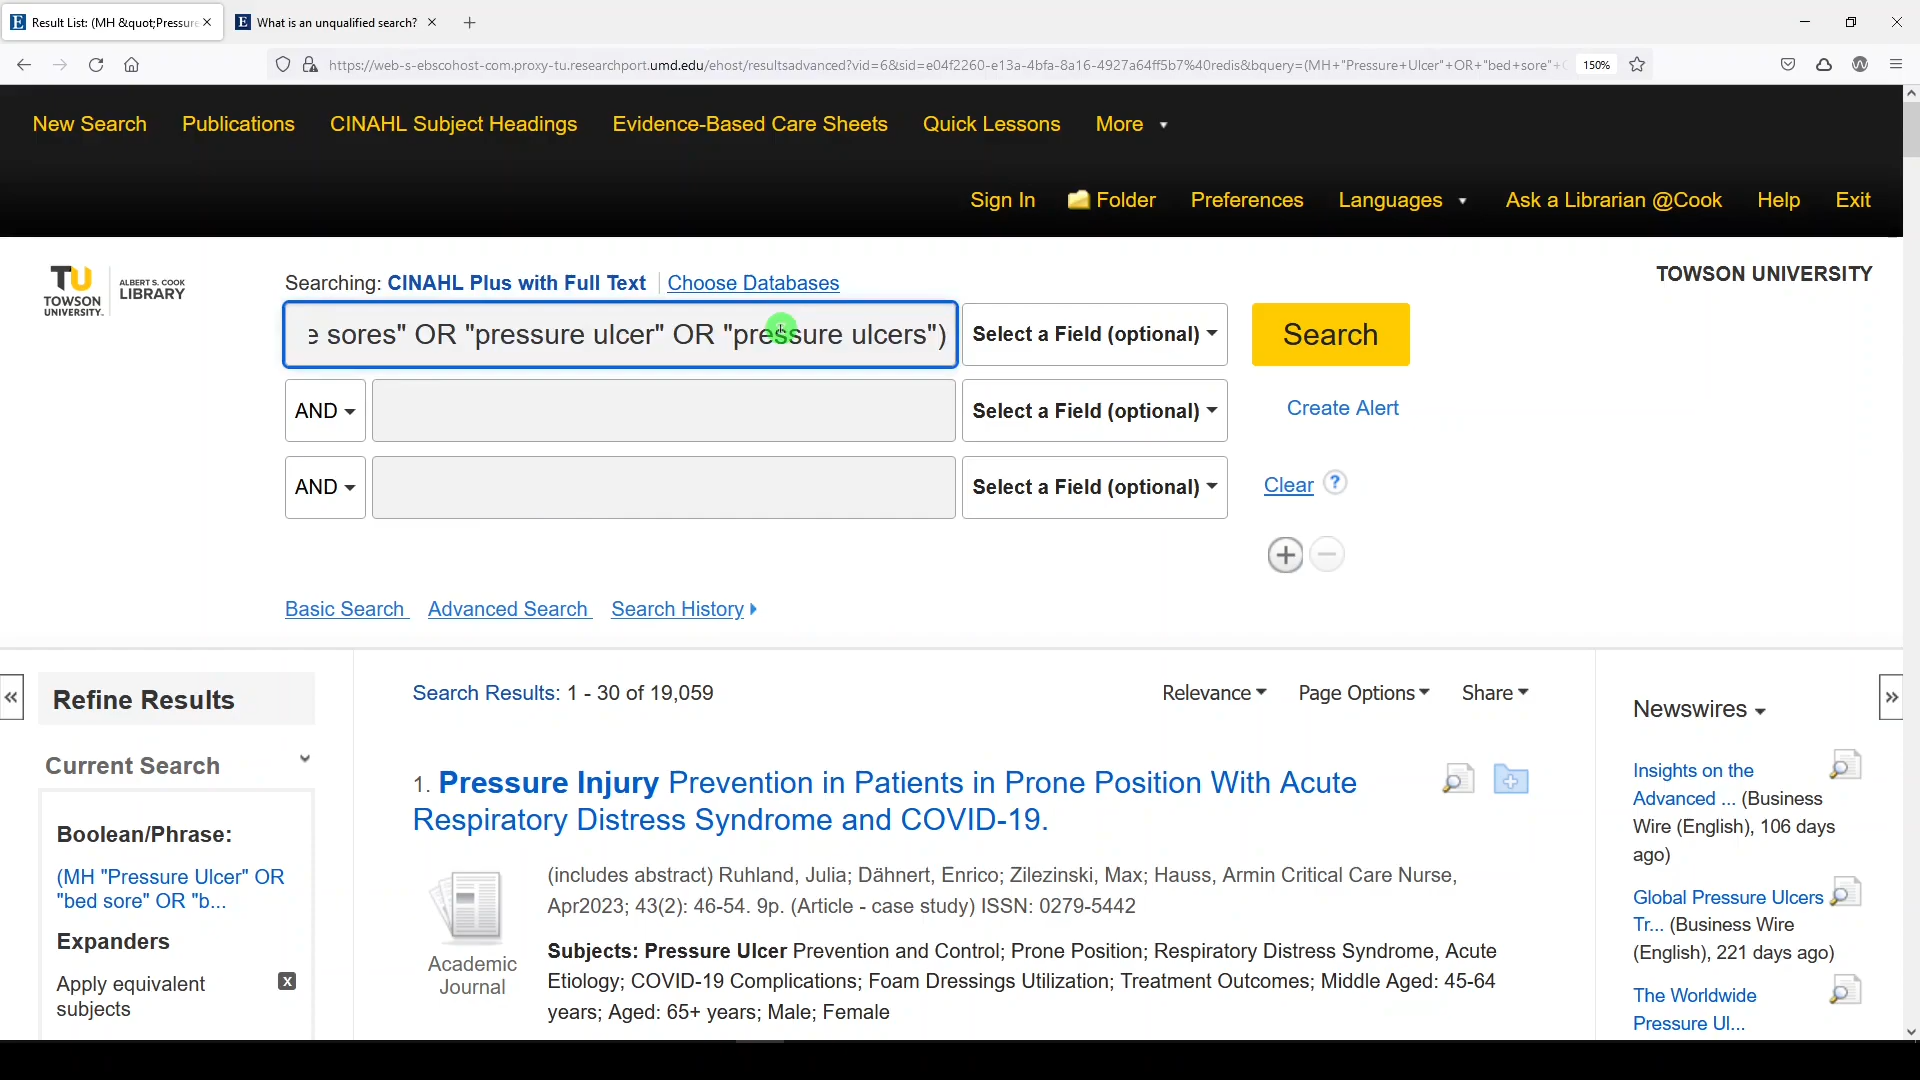 Result List: (MH &quot;Pressure
What is an unqualified search?
https://web-s-ebscohost-com.proxy-tu.researchport.umd.edu/ehost/resultsadvanced?vid=6&sid=e04f2260-e13a-4bfa-8a16-4927a64ff5b7%40redis&bquery=(MH+"Pressure+Ulcer"+OR+"bed+sore"+
150%
New Search Publications CINAHL Subject Headings Evidence-Based Care Sheets Quick Lessons More
Sign In Folder Preferences Languages Ask a Librarian @Cook Help Exit
TU
TOWSON
UNIVERSITY.
ALBERT S. COOK
LIBRARY
Searching: CINAHL Plus with Full Text Choose Databases
TOWSON UNIVERSITY
e sores" OR "pressure ulcer" OR "pressure ulcers")
Select a Field (optional)
Search
AND
Select a Field (optional)
Create Alert
AND
Select a Field (optional)
Clear ?
Basic Search Advanced Search Search History
«
Refine Results
Search Results: 1 - 30 of 19,059
Relevance Page Options Share
»
Newswires
Current Search
Boolean/Phrase:
(MH "Pressure Ulcer" OR
"bed sore" OR "b...
Expanders
Apply equivalent
subjects
x
1. Pressure Injury Prevention in Patients in Prone Position With Acute
Respiratory Distress Syndrome and COVID-19.
Academic
Journal
(includes abstract) Ruhland, Julia; Dähnert, Enrico; Zilezinski, Max; Hauss, Armin Critical Care Nurse,
Apr2023; 43(2): 46-54. 9p. (Article - case study) ISSN: 0279-5442
Subjects: Pressure Ulcer Prevention and Control; Prone Position; Respiratory Distress Syndrome, Acute
Etiology; COVID-19 Complications; Foam Dressings Utilization; Treatment Outcomes; Middle Aged: 45-64
years; Aged: 65+ years; Male; Female
Insights on the
Advanced ... (Business
Wire (English), 106 days
ago)
Global Pressure Ulcers
Tr... (Business Wire
(English), 221 days ago)
The Worldwide
Pressure Ul...